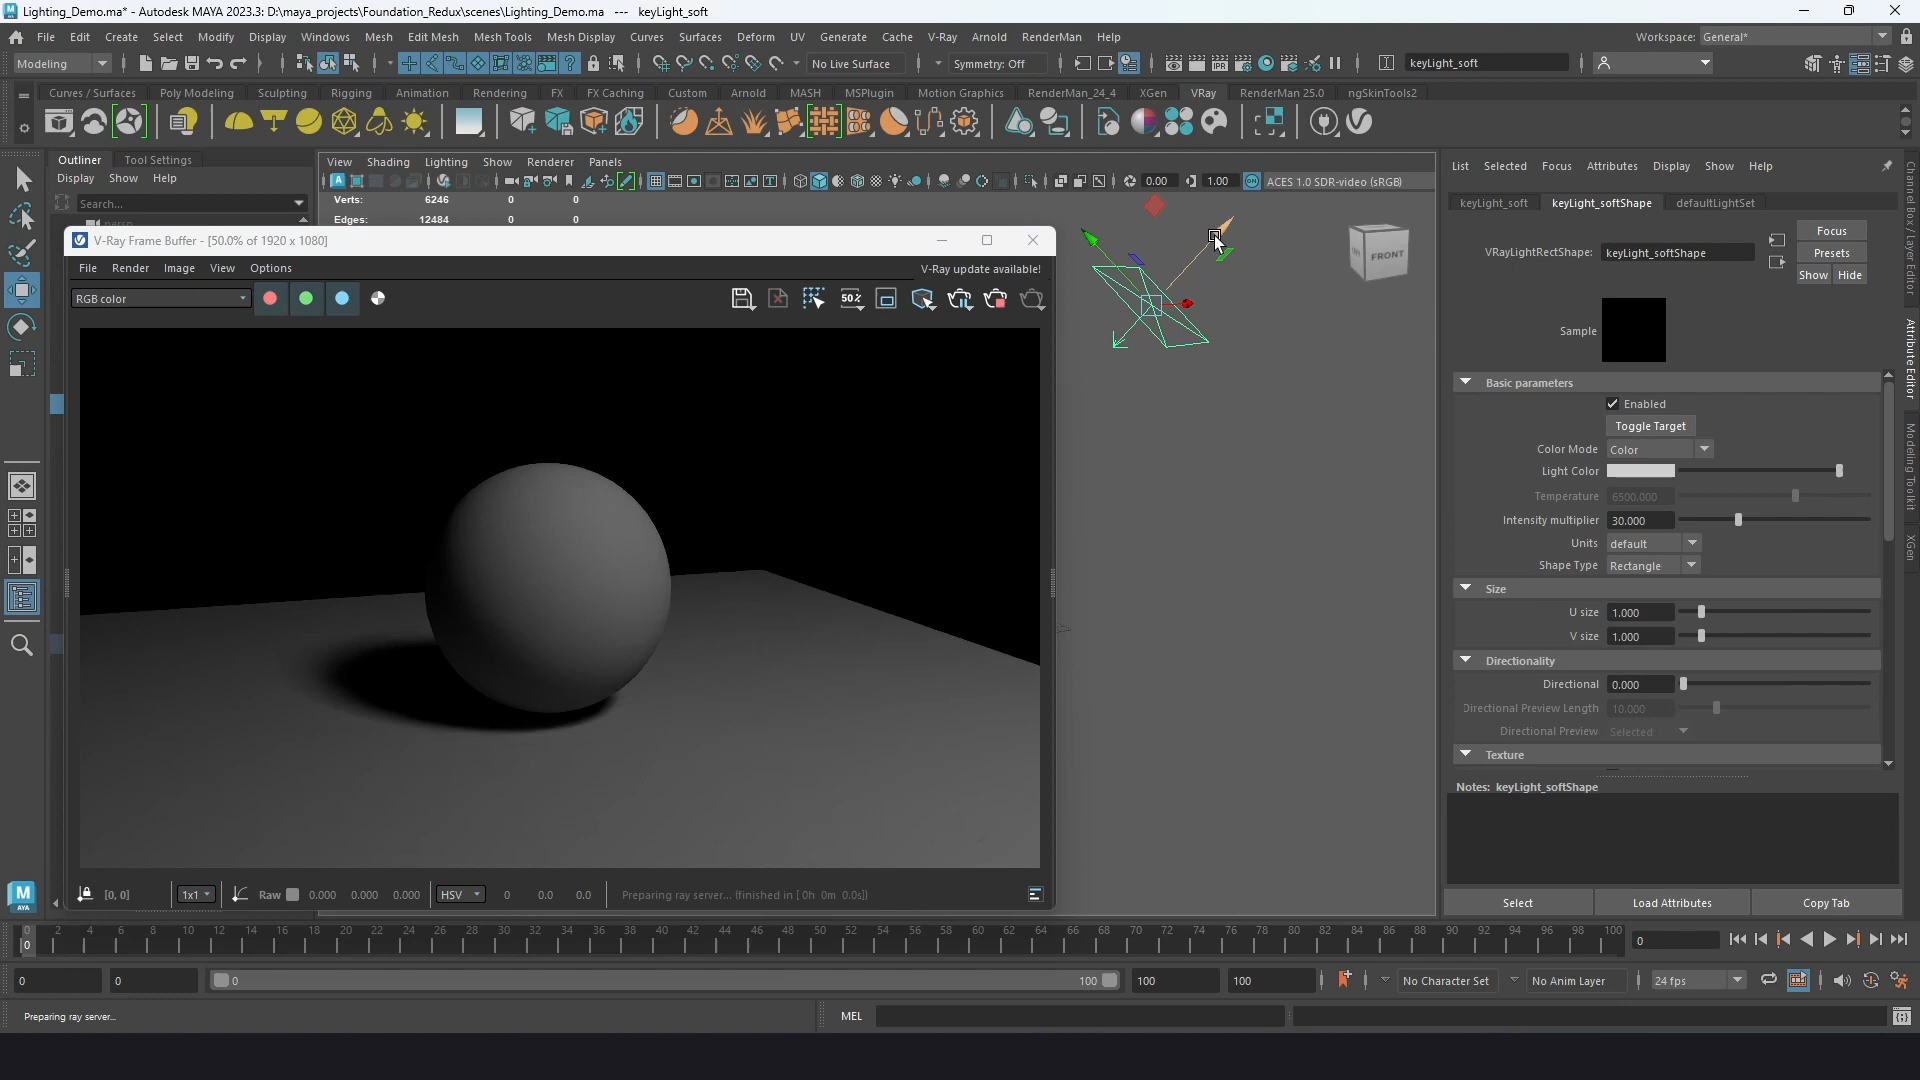 Lighting_Demo.ma* - Autodesk MAYA 2023.3: D:\maya_projects\Foundation_Redux\scenes\Lighting_Demo.ma --- keyLight_soft
File Edit Create Select Modify Display Windows Mesh Edit Mesh Mesh Tools Mesh Display Curves Surfaces Deform UV Generate Cache V-Ray Arnold RenderMan Help Workspace: General*
Modeling No Live Surface Symmetry: Off keyLight_soft
Curves / Surfaces Poly Modeling Sculpting Rigging Animation Rendering FX FX Caching Custom Arnold MASH MSPlugin Motion Graphics RenderMan_24_4 XGen VRay RenderMan 25.0 ngSkinTools2
Outliner Tool Settings
Display Show Help
Search...
persp
View Shading Lighting Show Renderer Panels
0.00 1.00 ACES 1.0 SDR-video (sRGB)
Verts: 6246 0 0
Edges: 12484 0 0
FRONT
V-Ray Frame Buffer - [50.0% of 1920 x 1080]
File Render Image View Options V-Ray update available!
RGB color 50%
[0, 0] 1x1 Raw 0.000 0.000 0.000 HSV 0 0.0 0.0 Preparing ray server... (finished in [ 0h 0m 0.0s])
List Selected Focus Attributes Display Show Help
keyLight_soft keyLight_softShape defaultLightSet
VRayLightRectShape: keyLight_softShape
Focus
Presets
Show Hide
Sample
Basic parameters
Enabled
Toggle Target
Color Mode Color
Light Color
Temperature 6500.000
Intensity multiplier 30.000
Units default
Shape Type Rectangle
Size
U size 1.000
V size 1.000
Directionality
Directional 0.000
Directional Preview Length 10.000
Directional Preview Selected
Texture
Notes: keyLight_softShape
Select Load Attributes Copy Tab
Channel Box / Layer Editor
Attribute Editor
Modeling Toolkit
XGen
M
AYA
0 2 4 6 8 10 12 14 16 18 20 22 24 26 28 30 32 34 36 38 40 42 44 46 48 50 52 54 56 58 60 62 64 66 68 70 72 74 76 78 80 82 84 86 88 90 92 94 96 98 100
0 0
0 0 0 100 100 100 No Character Set No Anim Layer 24 fps
Preparing ray server... MEL